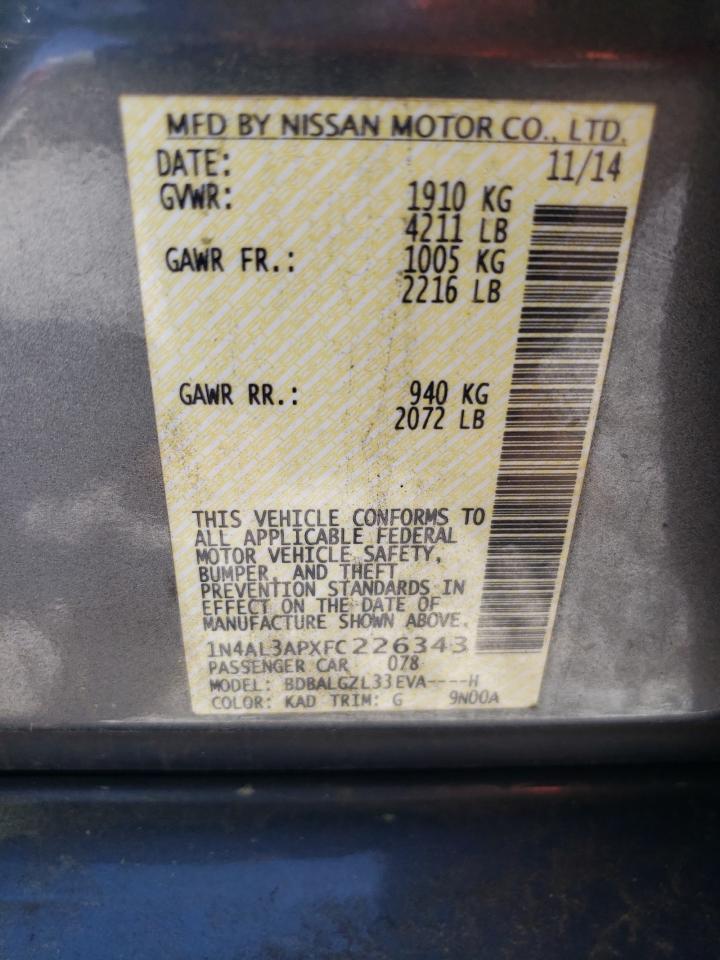 MFD BY NISSAN MOTOR CO., LTD.
DATE: 11/14
GVWR: 1910 KG
4211 LB
GAWR FR.: 1005 KG
2216 LB
GAWR RR.: 940 KG
2072 LB
THIS VEHICLE CONFORMS TO
ALL APPLICABLE FEDERAL
MOTOR VEHICLE SAFETY,
BUMPER, AND THEFT
PREVENTION STANDARDS IN
EFFECT ON THE DATE OF
MANUFACTURE SHOWN ABOVE.
1N4AL3APXFC226343
PASSENGER CAR 078
MODEL: BDBALGZL33EVA----H
COLOR: KAD TRIM: G 9N00A